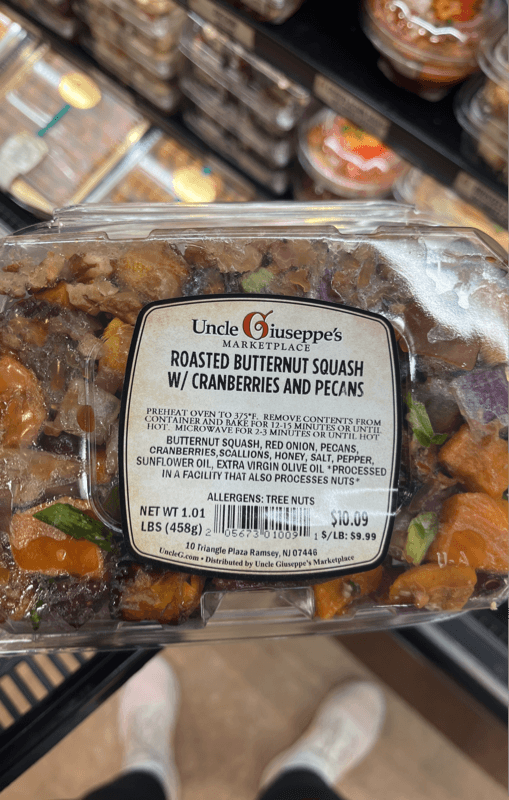 Uncle Giuseppe's
MARKETPLACE
ROASTED BUTTERNUT SQUASH
W/ CRANBERRIES AND PECANS
PREHEAT OVEN TO 375°F. REMOVE CONTENTS FROM
CONTAINER AND BAKE FOR 12-15 MINUTES OR UNTIL
HOT. MICROWAVE FOR 2-3 MINUTES OR UNTIL HOT
BUTTERNUT SQUASH, RED ONION, PECANS,
CRANBERRIES,SCALLIONS, HONEY, SALT, PEPPER,
SUNFLOWER OIL, EXTRA VIRGIN OLIVE OIL *PROCESSED
IN A FACILITY THAT ALSO PROCESSES NUTS*
ALLERGENS: TREE NUTS
NET WT 1.01
LBS (458g)
2 05673 01009 1
$10.09
$/LB: $9.99
10 Triangle Plaza Ramsey, NJ 07446
UncleG.com • Distributed by Uncle Giuseppe's Marketplace